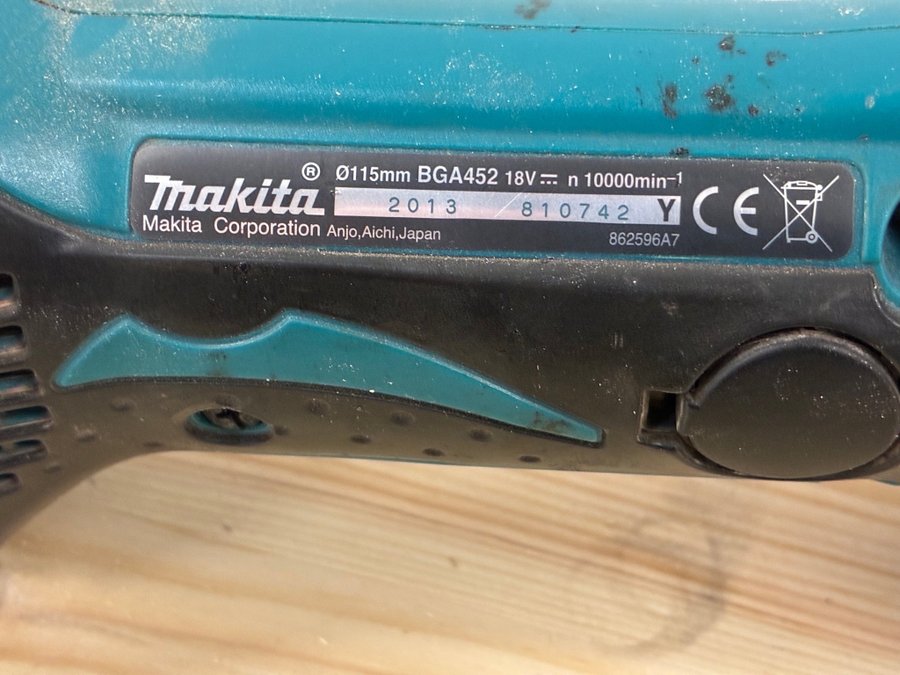 makita® Ø115mm BGA452 18V⎓ n 10000min⁻¹
2013 810742 Y CE
Makita Corporation Anjo,Aichi,Japan 862596A7